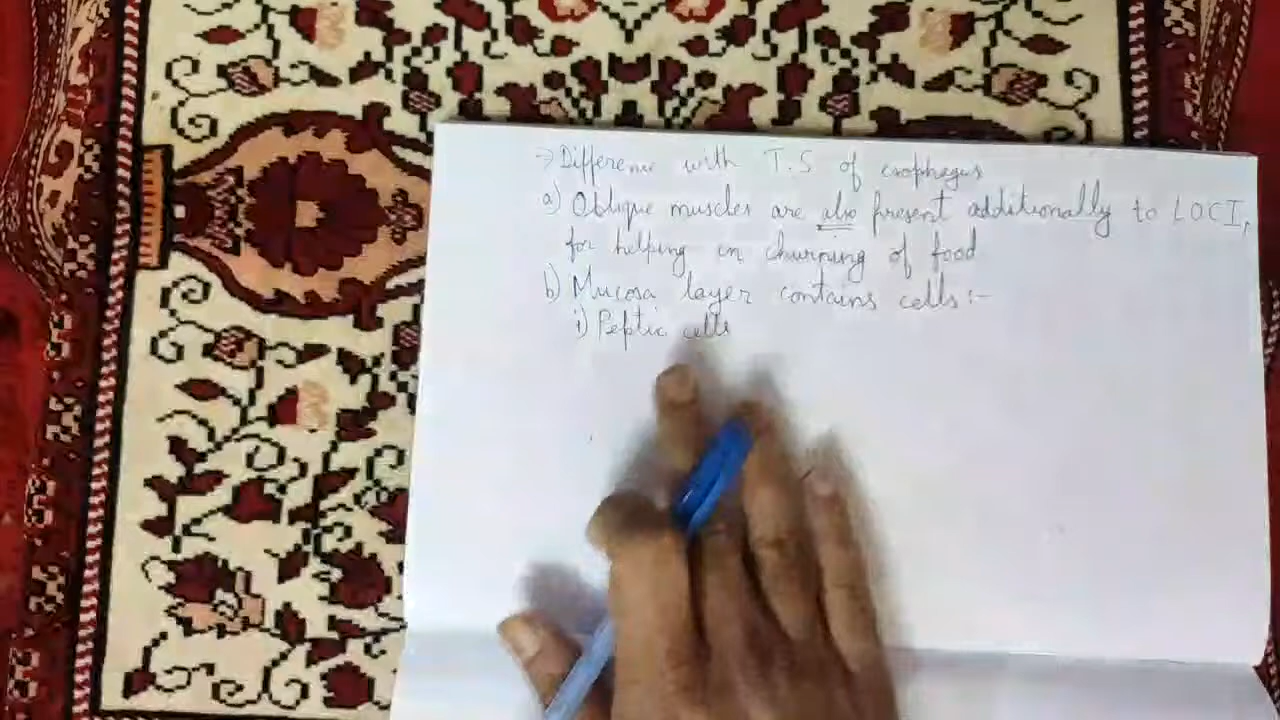 → Difference with T.S of esophegus
a) Oblique muscles are also present additionally to LOCI,
for helping in churning of food
b) Mucosa layer contains cells :-
i) Peptic cells